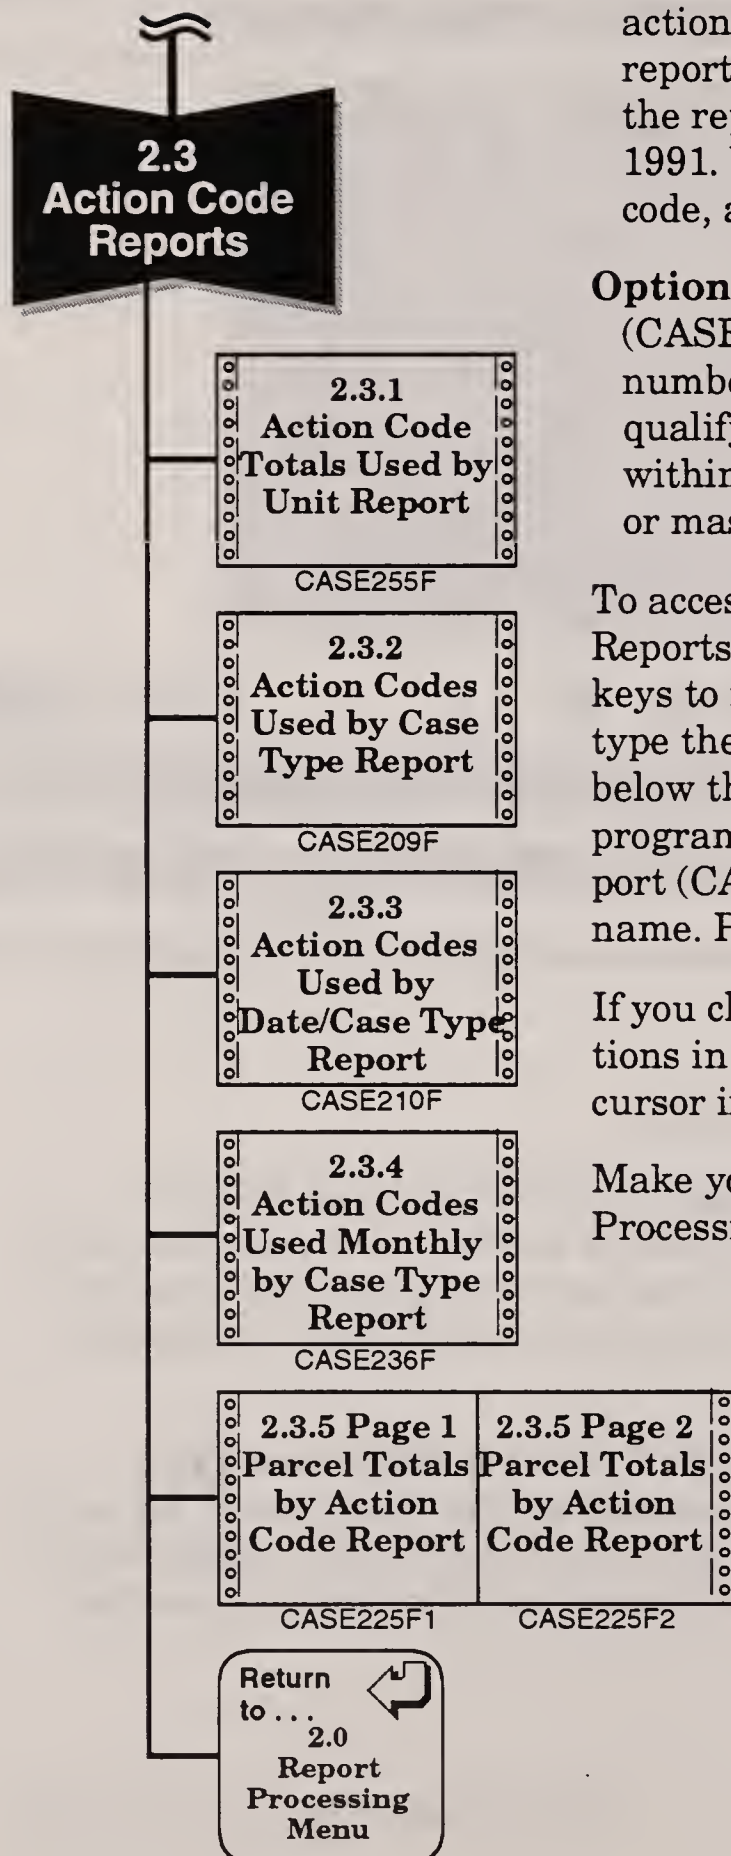 2.3
Action Code
Reports
2.3.1
Action Code
Totals Used by
Unit Report
CASE255F
2.3.2
Action Codes
Used by Case
Type Report
CASE209F
2.3.3
Action Codes
Used by
Date/Case Type
Report
CASE210F
2.3.4
Action Codes
Used Monthly
by Case Type
Report
CASE236F
2.3.5 Page 1
Parcel Totals
by Action
Code Report
CASE225F1
2.3.5 Page 2
Parcel Totals
by Action
Code Report
CASE225F2
Return
to . . .
2.0
Report
Processing
Menu
action
report
the rep
1991.
code, a
Option
(CASE
numbe
qualify
within
or mas
To acces
Reports
keys to
type the
below th
program
port (CA
name. P
If you ch
tions in
cursor i
Make yo
Process